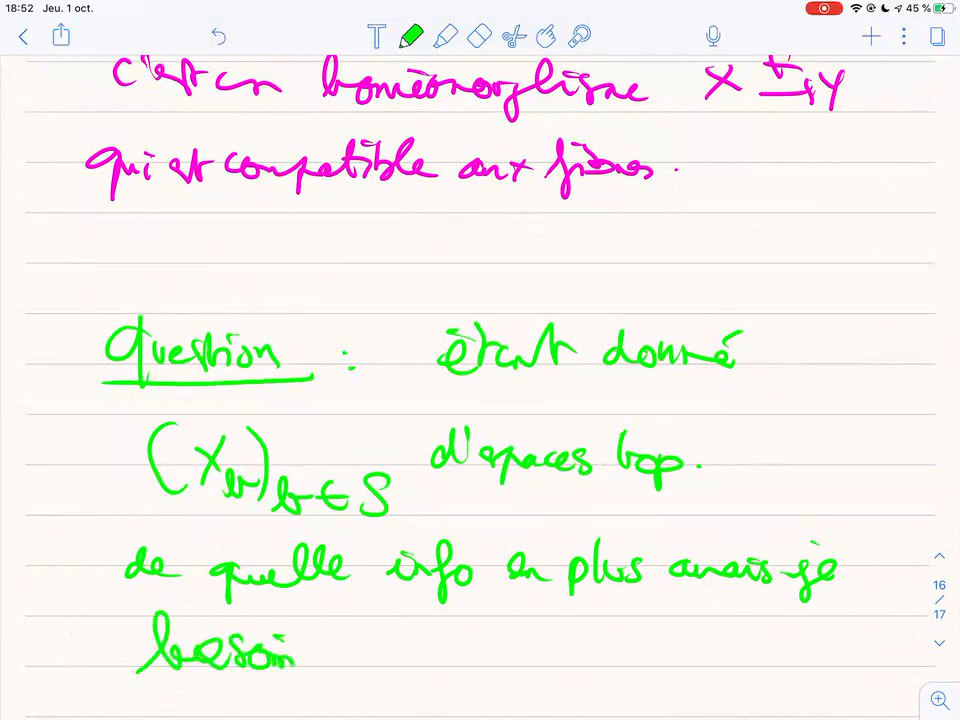 18:52 Jeu. 1 oct.
45 %
c'est un homéomorphisme X → Y
qui est compatible aux fibres.
Question : étant donné
(X_b)_{b ∈ S} d'espaces top.
de quelle info en plus aurais-je
besoin
16
/
17